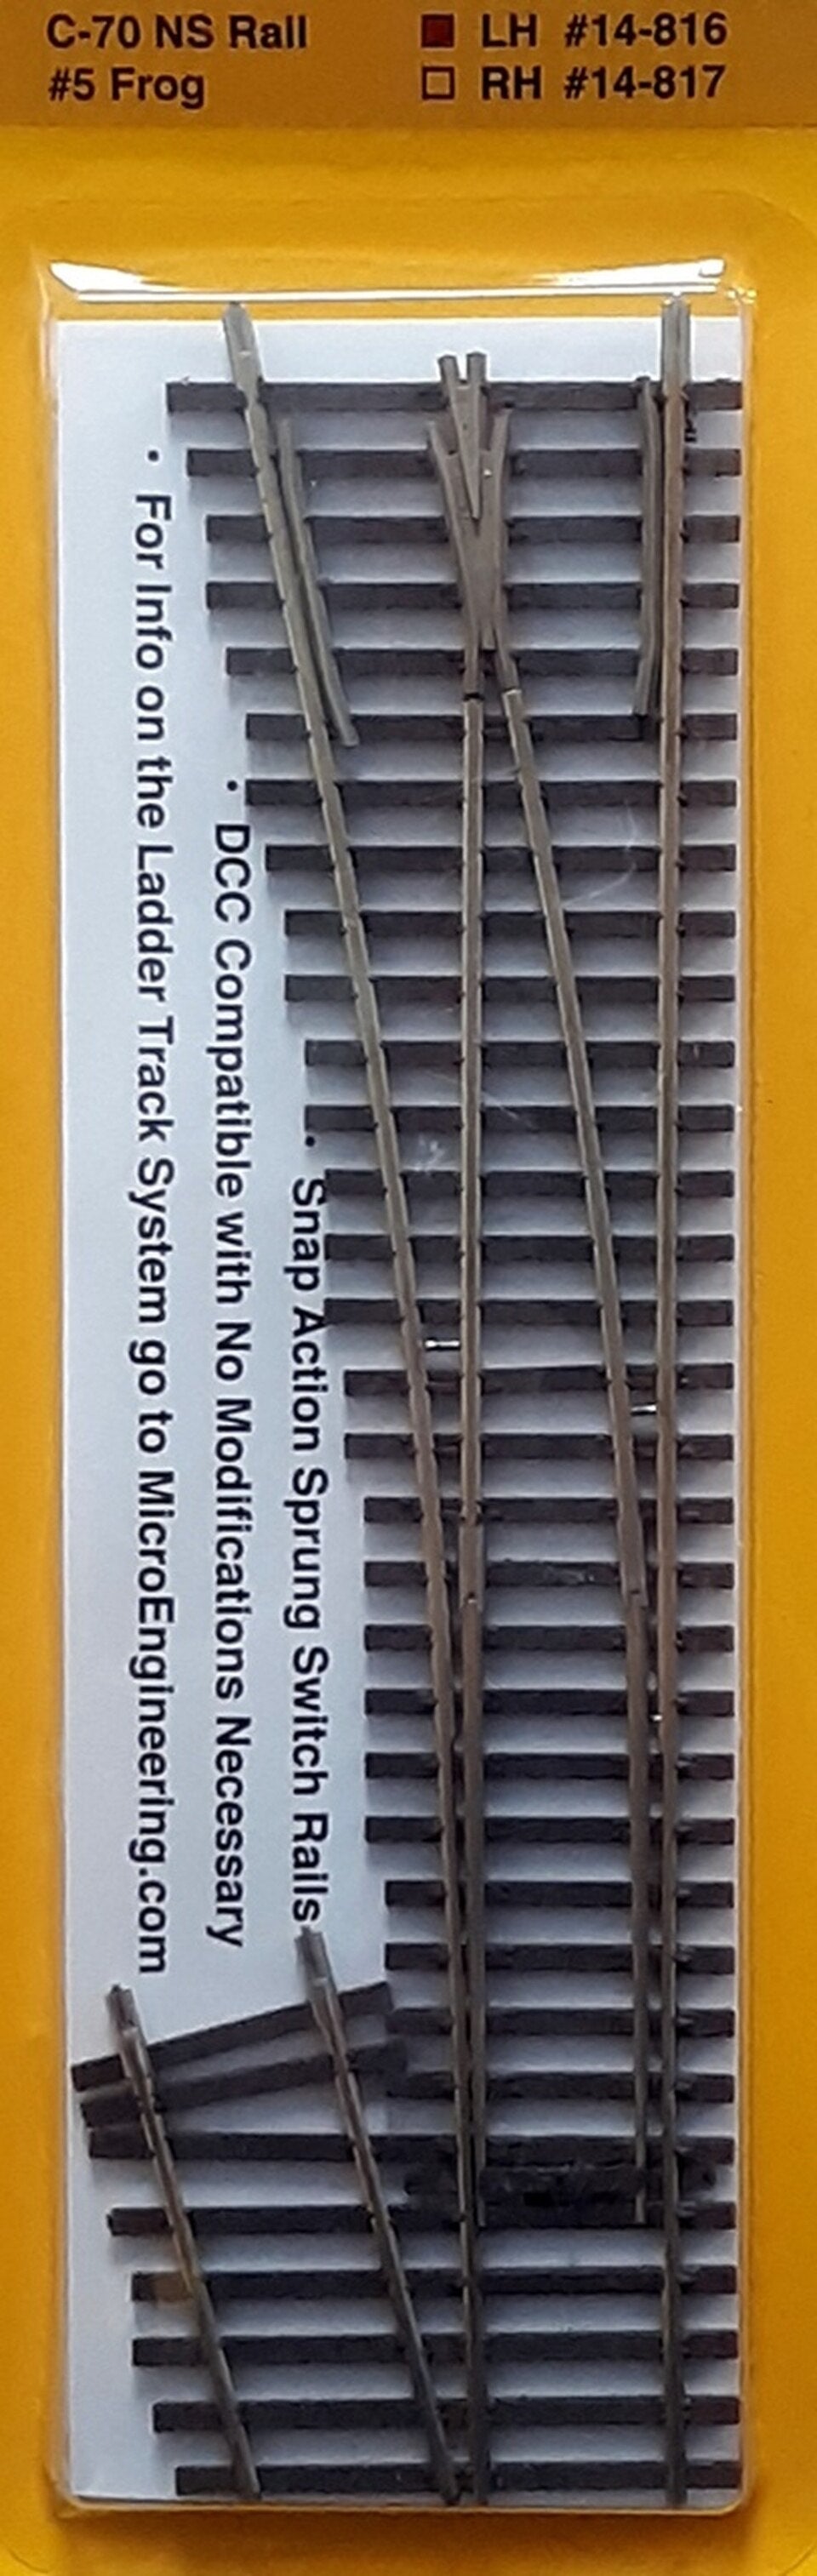 C-70 NS Rail
#5 Frog
LH #14-816
RH #14-817
• Snap Action Sprung Switch Rails
• DCC Compatible with No Modifications Necessary
• For Info on the Ladder Track System go to MicroEngineering.com